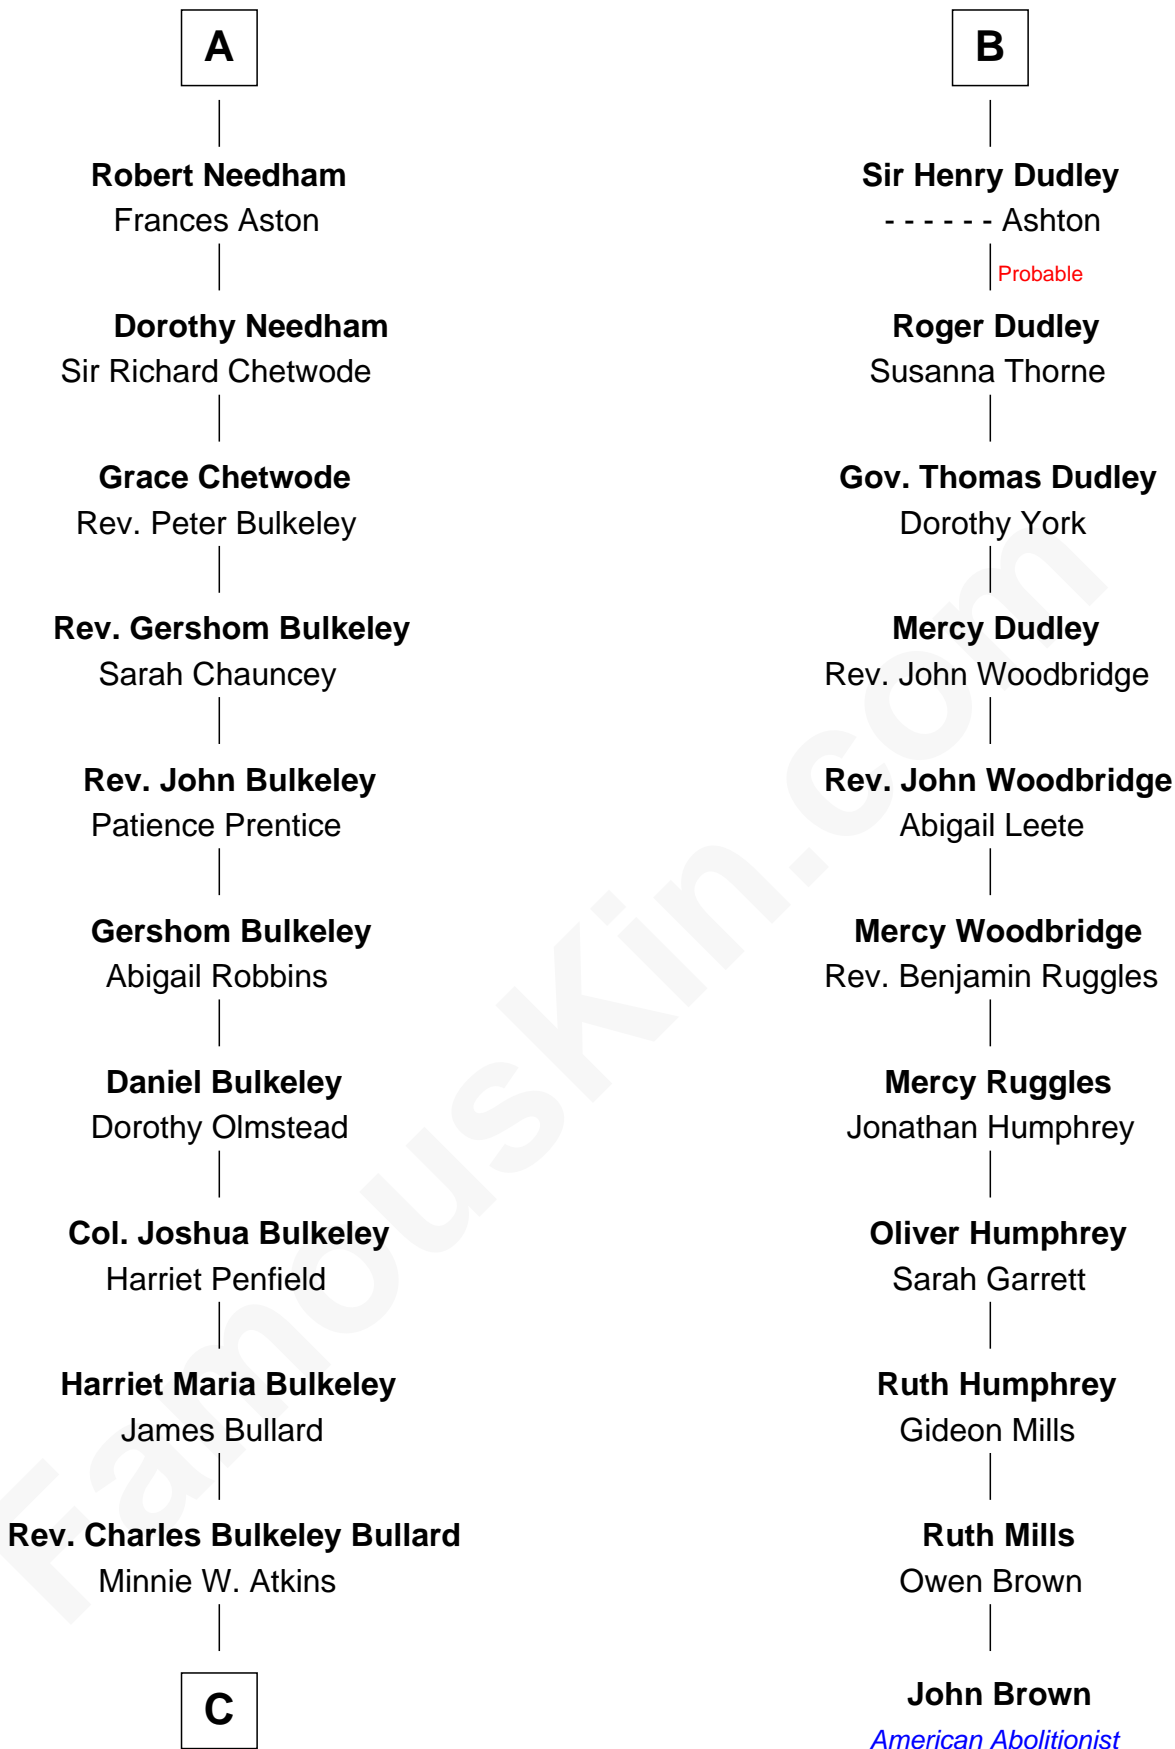 A
Robert Needham
Frances Aston
Dorothy Needham
Sir Richard Chetwode
Grace Chetwode
Rev. Peter Bulkeley
Rev. Gershom Bulkeley
Sarah Chauncey
Rev. John Bulkeley
Patience Prentice
Gershom Bulkeley
Abigail Robbins
Daniel Bulkeley
Dorothy Olmstead
Col. Joshua Bulkeley
Harriet Penfield
Harriet Maria Bulkeley
James Bullard
Rev. Charles Bulkeley Bullard
Minnie W. Atkins
C
B
Sir Henry Dudley
- - - - - - Ashton
Probable
Roger Dudley
Susanna Thorne
Gov. Thomas Dudley
Dorothy York
Mercy Dudley
Rev. John Woodbridge
Rev. John Woodbridge
Abigail Leete
Mercy Woodbridge
Rev. Benjamin Ruggles
Mercy Ruggles
Jonathan Humphrey
Oliver Humphrey
Sarah Garrett
Ruth Humphrey
Gideon Mills
Ruth Mills
Owen Brown
John Brown
American Abolitionist
FamousKin.com